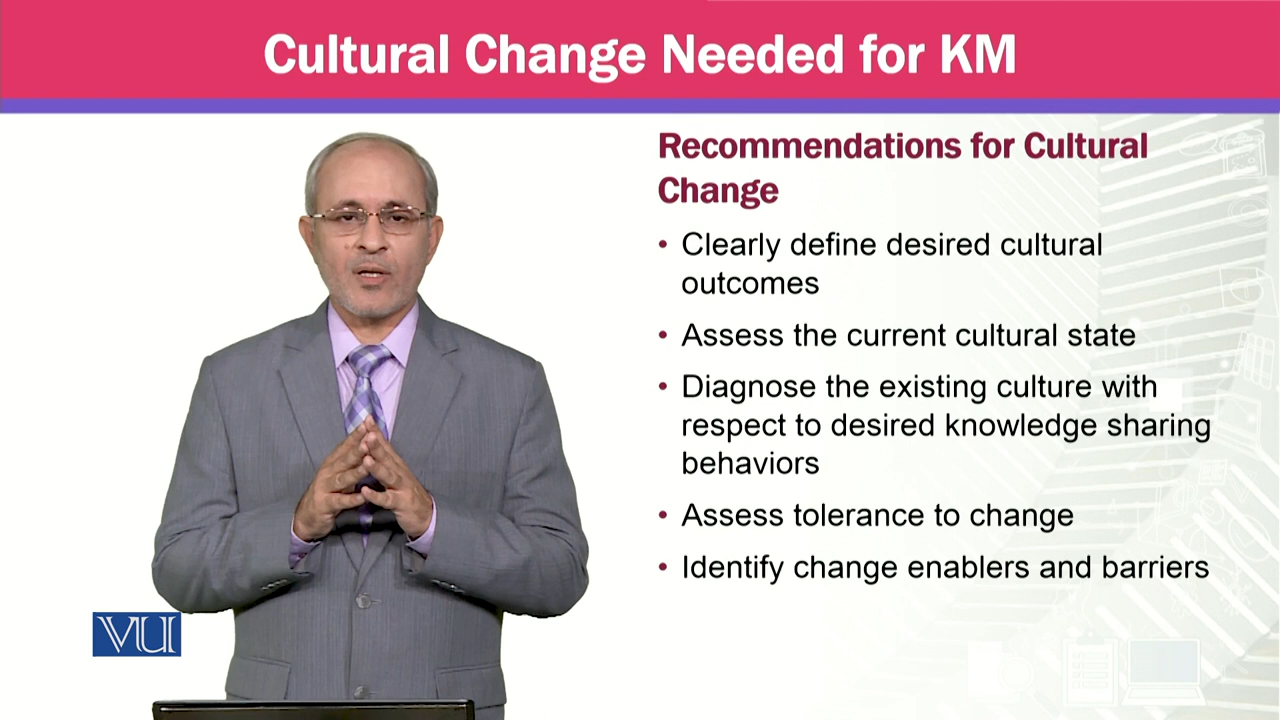 Cultural Change Needed for KM
Recommendations for Cultural
Change
• Clearly define desired cultural
outcomes
• Assess the current cultural state
• Diagnose the existing culture with
respect to desired knowledge sharing
behaviors
• Assess tolerance to change
• Identify change enablers and barriers
VU